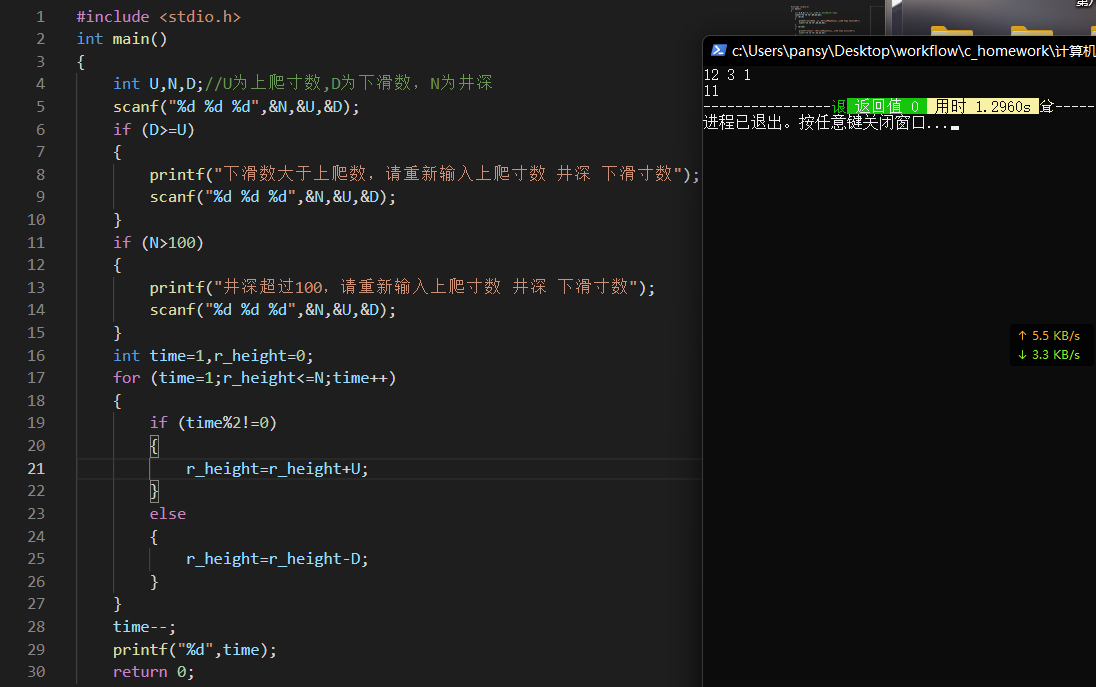 1 #include <stdio.h>
2 int main()
3 {
4 int U,N,D;//U为上爬寸数,D为下滑数，N为井深
5 scanf("%d %d %d",&N,&U,&D);
6 if (D>=U)
7 {
8 printf("下滑数大于上爬数，请重新输入上爬寸数 井深 下滑寸数");
9 scanf("%d %d %d",&N,&U,&D);
10 }
11 if (N>100)
12 {
13 printf("井深超过100，请重新输入上爬寸数 井深 下滑寸数");
14 scanf("%d %d %d",&N,&U,&D);
15 }
16 int time=1,r_height=0;
17 for (time=1;r_height<=N;time++)
18 {
19 if (time%2!=0)
20 {
21 r_height=r_height+U;
22 }
23 else
24 {
25 r_height=r_height-D;
26 }
27 }
28 time--;
29 printf("%d",time);
30 return 0;
c:\Users\pansy\Desktop\workflow\c_homework\计算机
12 3 1
11
---------------- 返回值 0 用时 1.2960s -----
进程已退出。按任意键关闭窗口...
↑ 5.5 KB/s
↓ 3.3 KB/s